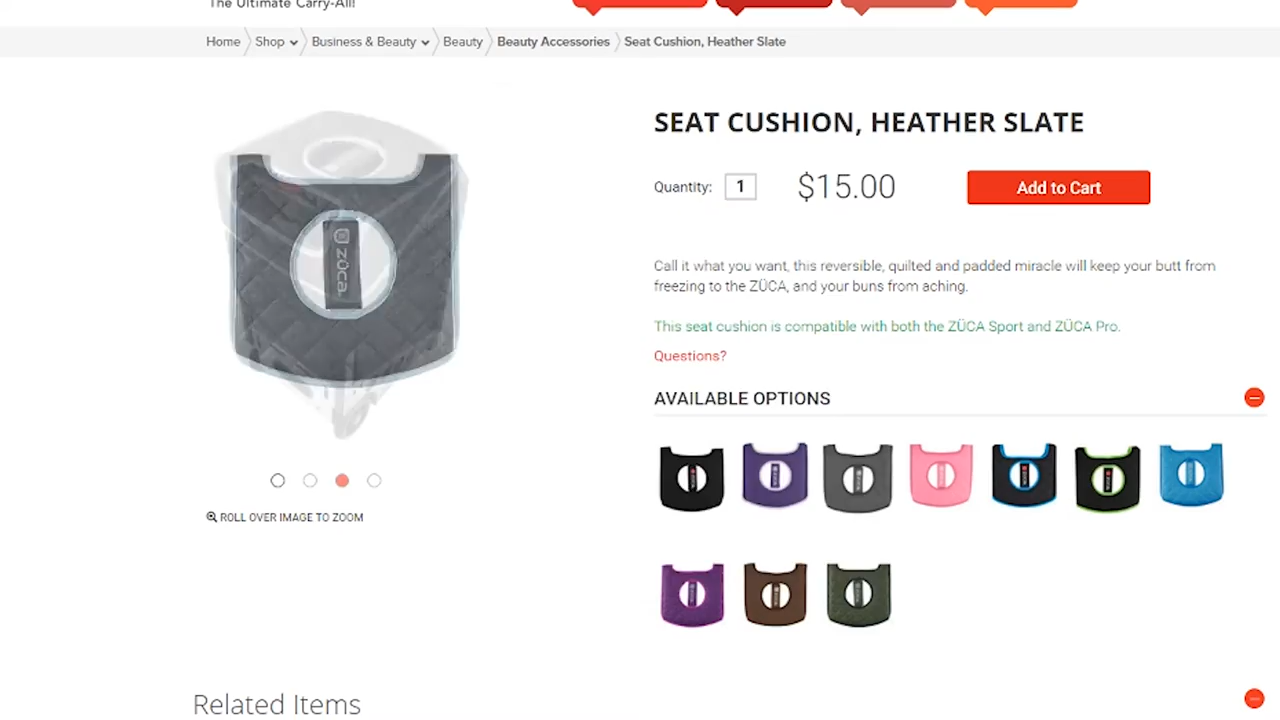 The Ultimate Carry-All!
Home Shop Business & Beauty Beauty Beauty Accessories Seat Cushion, Heather Slate
SEAT CUSHION, HEATHER SLATE
Quantity: 1 $15.00 Add to Cart
ZÜCA
Call it what you want, this reversible, quilted and padded miracle will keep your butt from
freezing to the ZÜCA, and your buns from aching.
This seat cushion is compatible with both the ZÜCA Sport and ZÜCA Pro.
Questions?
AVAILABLE OPTIONS
ROLL OVER IMAGE TO ZOOM
Related Items